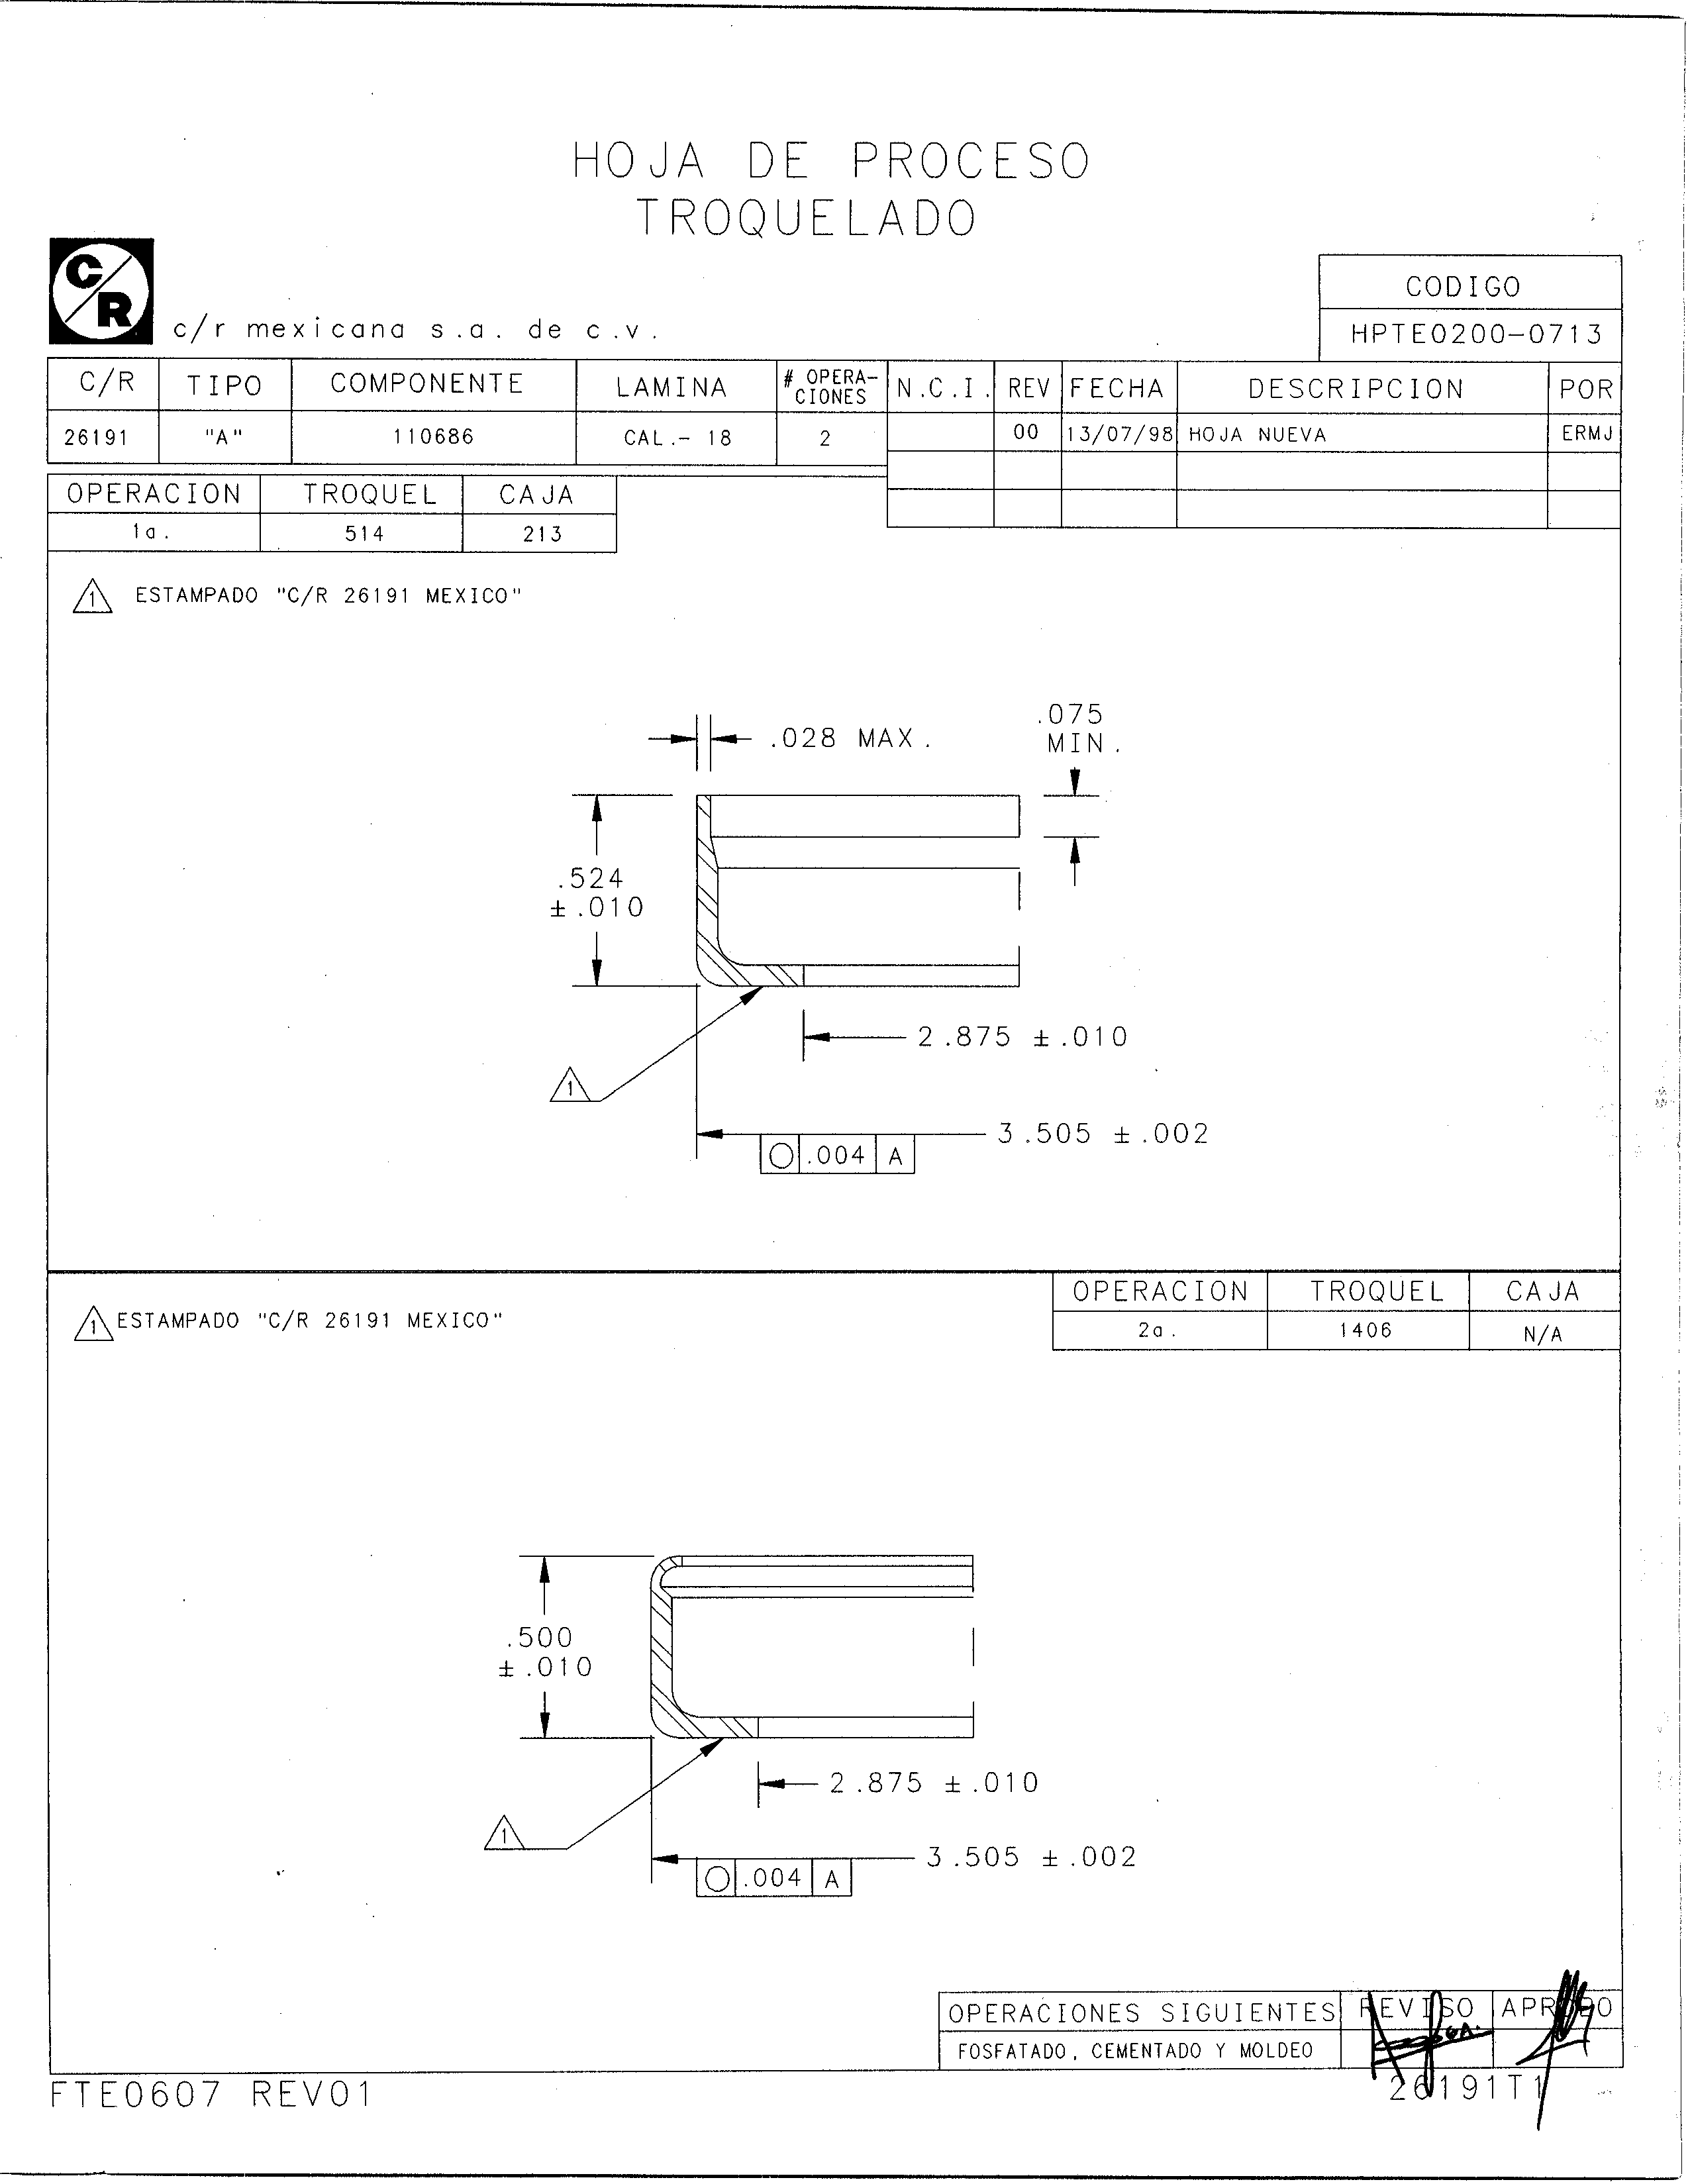 HOJA DE PROCESO
TROQUELADO
C/R
c/r mexicana s.a. de c.v.
CODIGO
HPTE0200-0713
C/R TIPO COMPONENTE LAMINA # OPERA-CIONES N.C.I. REV FECHA DESCRIPCION POR
26191 "A" 110686 CAL.- 18 2 00 13/07/98 HOJA NUEVA ERMJ
OPERACION TROQUEL CAJA
1a. 514 213
1 ESTAMPADO "C/R 26191 MEXICO"
.028 MAX.
.075
MIN.
.524
±.010
2.875 ±.010
1
3.505 ±.002
.004 A
OPERACION TROQUEL CAJA
2a. 1406 N/A
1 ESTAMPADO "C/R 26191 MEXICO"
.500
±.010
2.875 ±.010
1
3.505 ±.002
.004 A
OPERACIONES SIGUIENTES REVISO APROBO
FOSFATADO, CEMENTADO Y MOLDEO
FTE0607 REV01
26191T1